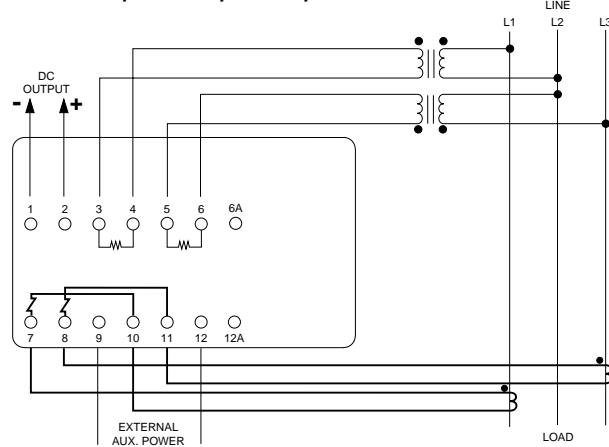 LINE
L1 L2 L3
DC
OUTPUT
- +
1 2 3 4 5 6 6A
7 8 9 10 11 12 12A
EXTERNAL
AUX. POWER
LOAD